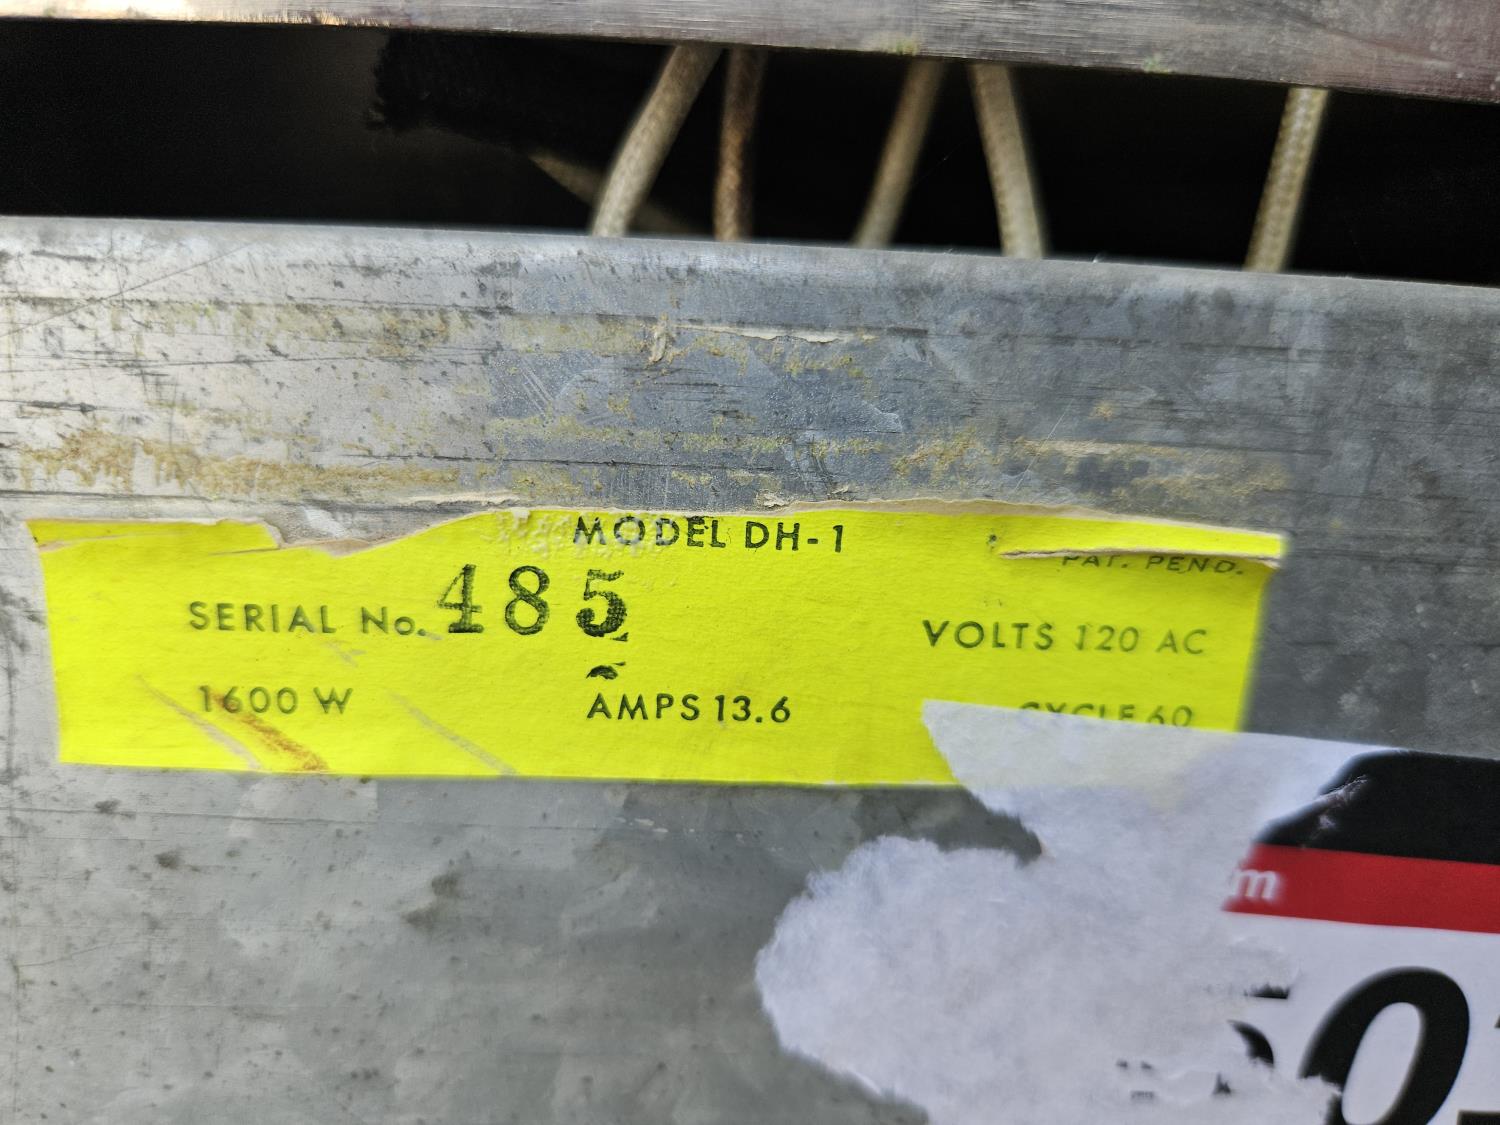 MODEL DH-1
PAT. PEND.
SERIAL No. 485
VOLTS 120 AC
1600 W
AMPS 13.6
CYCLE 60
m